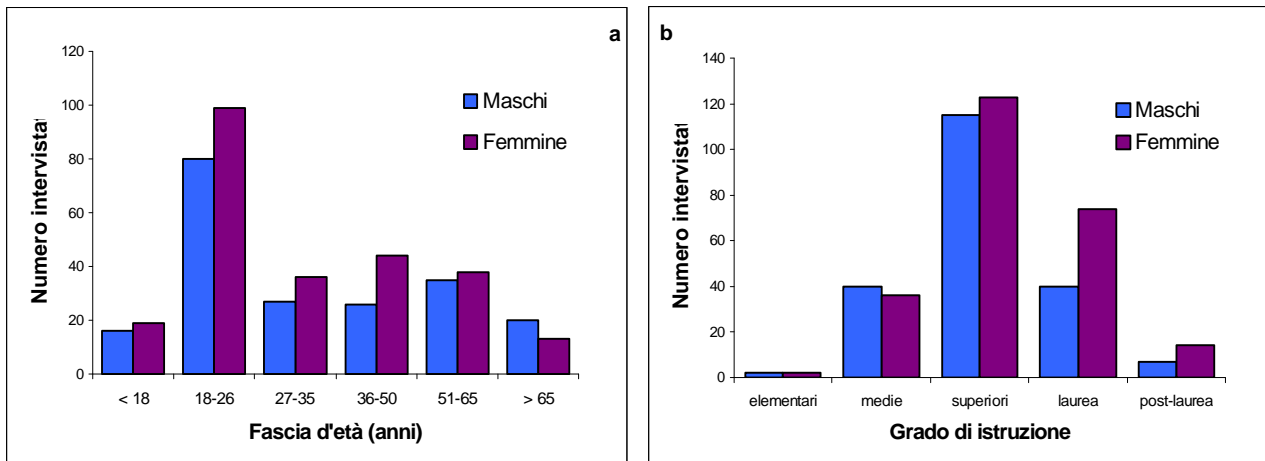 a
120
100
80
60
40
20
0
Numero intervistat
Maschi
Femmine
< 18
18-26
27-35
36-50
51-65
> 65
Fascia d'età (anni)
b
140
120
100
80
60
40
20
0
Numero intervistat
Maschi
Femmine
elementari
medie
superiori
laurea
post-laurea
Grado di istruzione